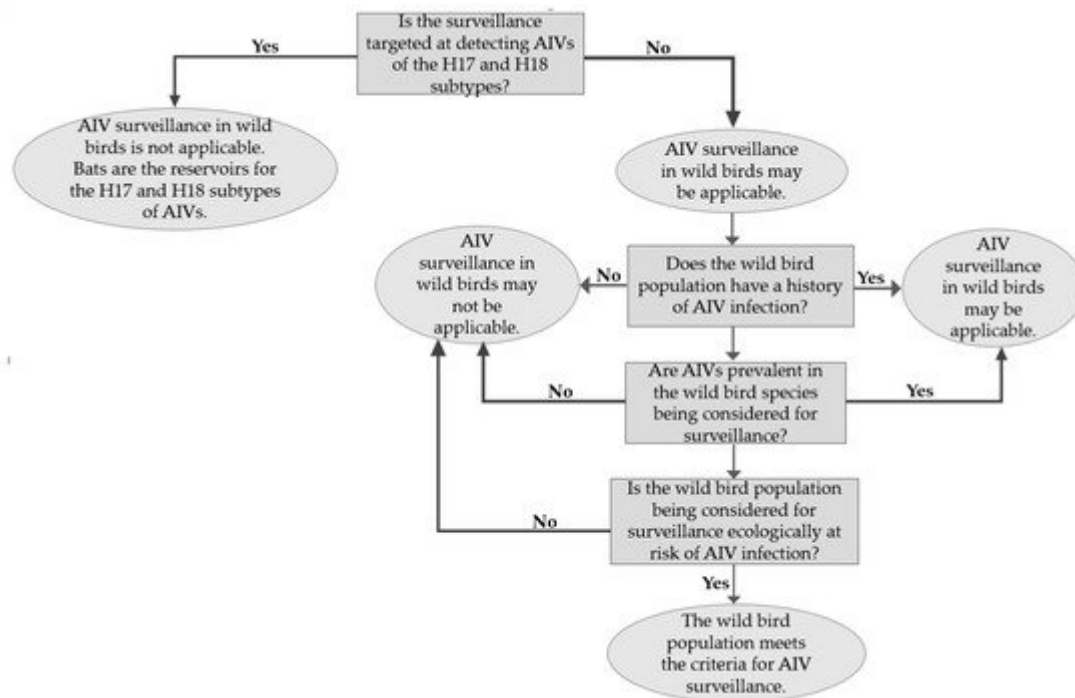 Is the surveillance
targeted at detecting AIVs
of the H17 and H18
subtypes?
Yes
No
AIV surveillance in wild
birds is not applicable.
Bats are the reservoirs for
the H17 and H18 subtypes
of AIVs.
AIV surveillance
in wild birds may
be applicable.
AIV
surveillance in
wild birds may
not be
applicable.
No
Does the wild bird
population have a history
of AIV infection?
Yes
AIV
surveillance
in wild birds
may be
applicable.
No
Are AIVs prevalent in
the wild bird species
being considered for
surveillance?
Yes
No
Is the wild bird population
being considered for
surveillance ecologically at
risk of AIV infection?
Yes
The wild bird
population meets
the criteria for AIV
surveillance.